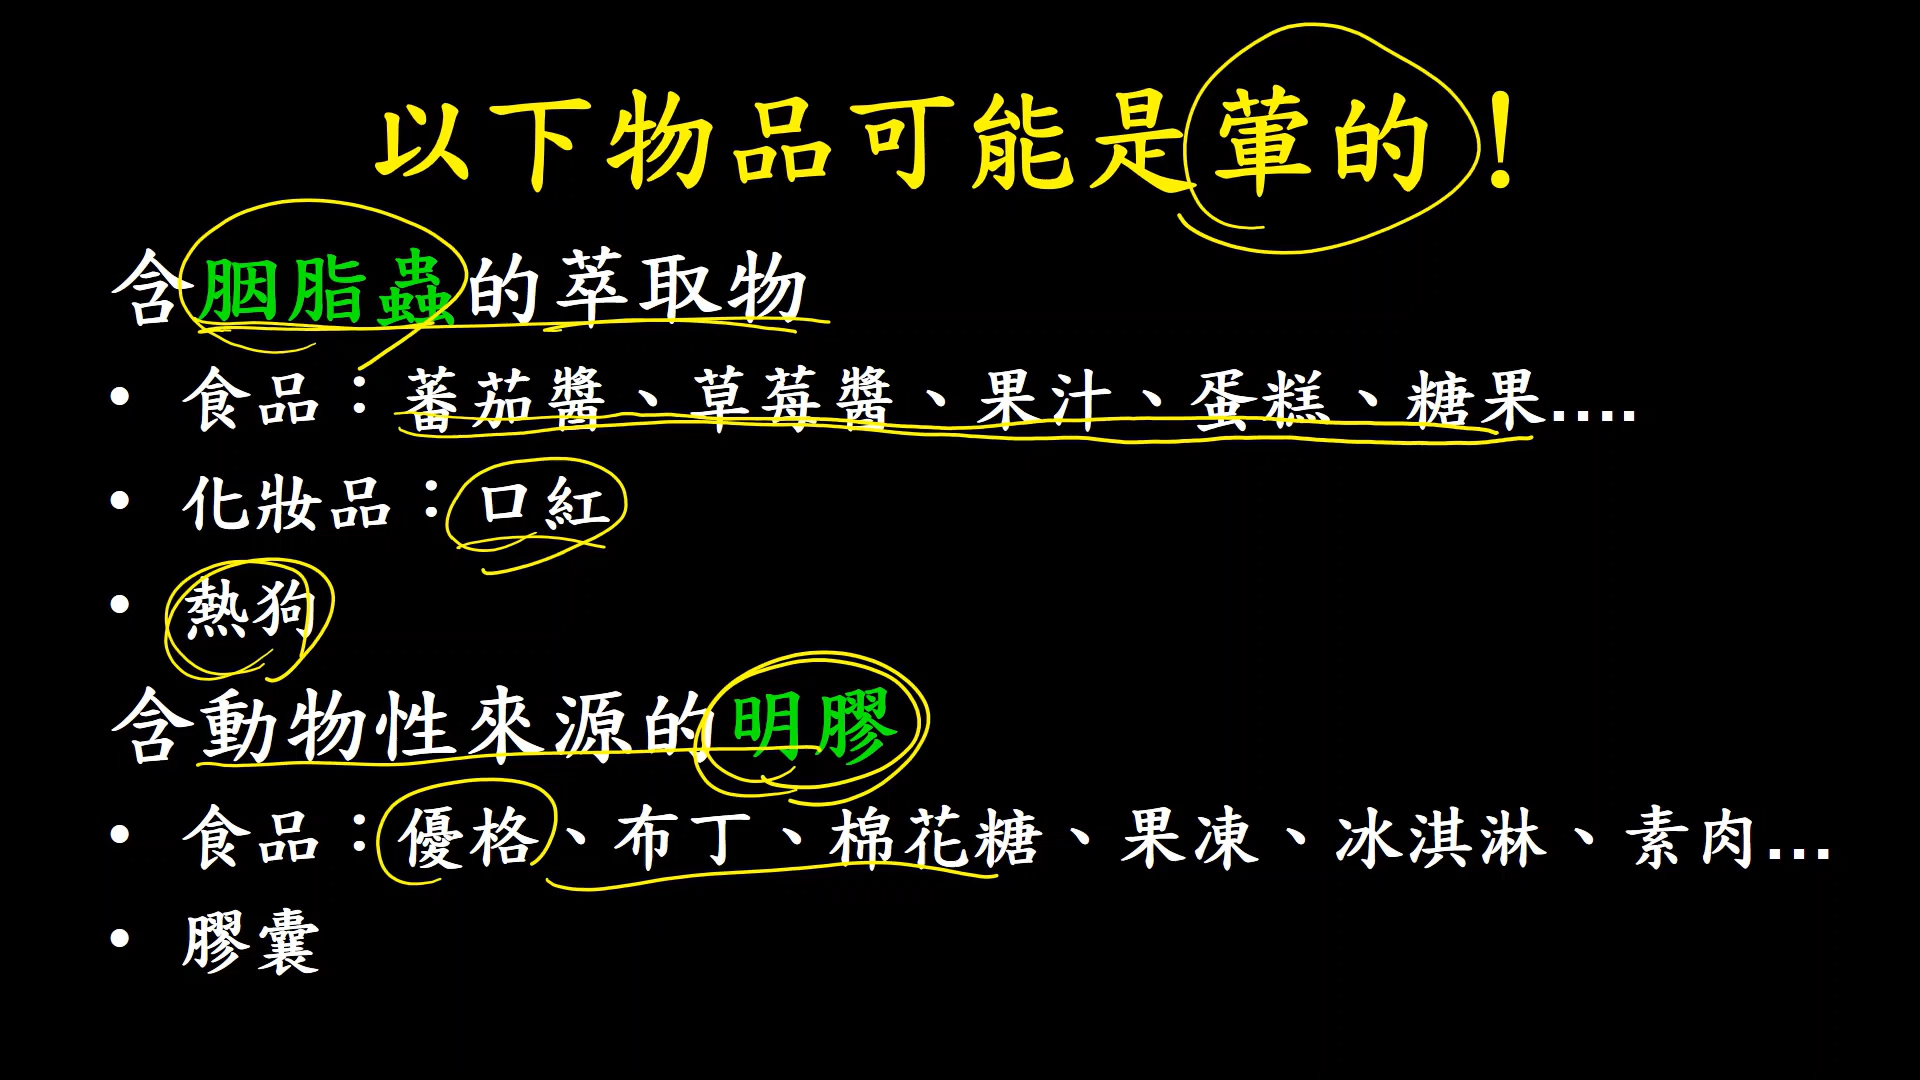 以下物品可能是葷的！
含胭脂蟲的萃取物
• 食品：蕃茄醬、草莓醬、果汁、蛋糕、糖果....
• 化妝品：口紅
• 熱狗
含動物性來源的明膠
• 食品：優格、布丁、棉花糖、果凍、冰淇淋、素肉...
• 膠囊